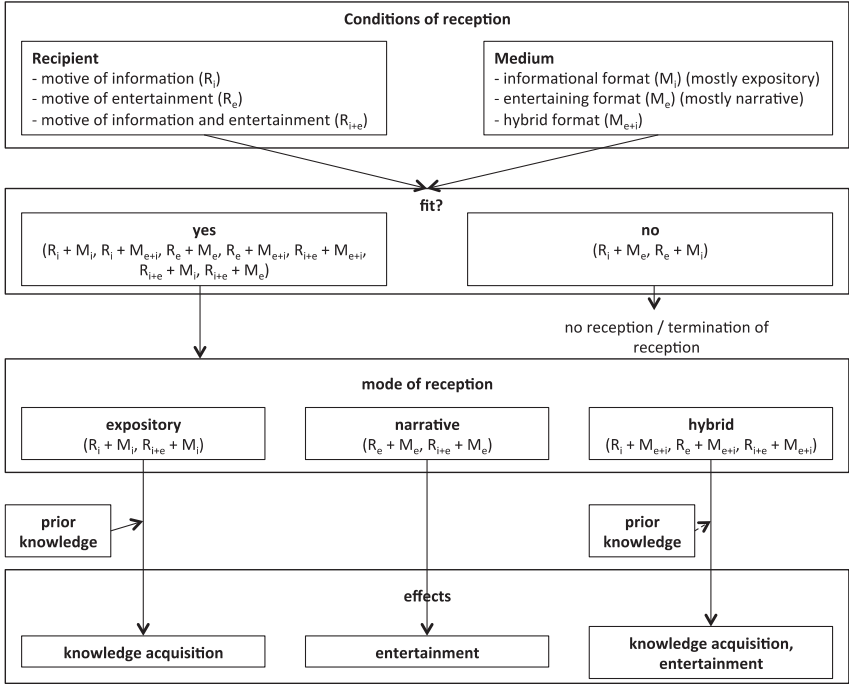 Conditions of reception
Recipient
- motive of information (Rᵢ)
- motive of entertainment (Rₑ)
- motive of information and entertainment (Rᵢ₊ₑ)
Medium
- informational format (Mᵢ) (mostly expository)
- entertaining format (Mₑ) (mostly narrative)
- hybrid format (Mₑ₊ᵢ)
fit?
yes
(Rᵢ + Mᵢ, Rᵢ + Mₑ₊ᵢ, Rₑ + Mₑ, Rₑ + Mₑ₊ᵢ, Rᵢ₊ₑ + Mₑ₊ᵢ,
Rᵢ₊ₑ + Mᵢ, Rᵢ₊ₑ + Mₑ)
no
(Rᵢ + Mₑ, Rₑ + Mᵢ)
no reception / termination of
reception
mode of reception
expository
(Rᵢ + Mᵢ, Rᵢ₊ₑ + Mᵢ)
narrative
(Rₑ + Mₑ, Rᵢ₊ₑ + Mₑ)
hybrid
(Rᵢ + Mₑ₊ᵢ, Rₑ + Mₑ₊ᵢ, Rᵢ₊ₑ + Mₑ₊ᵢ)
prior
knowledge
prior
knowledge
effects
knowledge acquisition
entertainment
knowledge acquisition,
entertainment